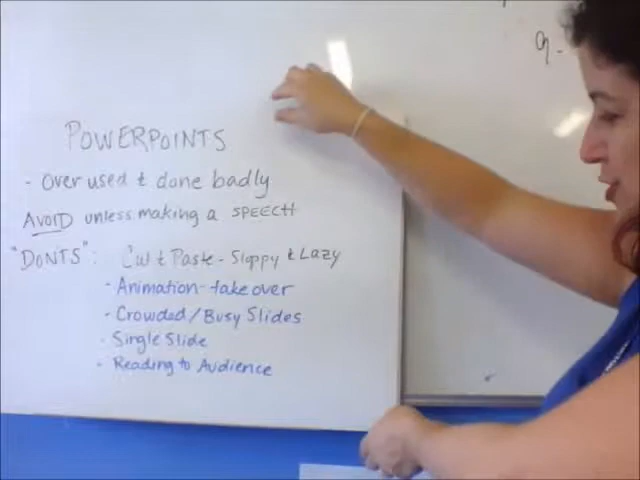 POWERPOINTS
- Over used & done badly
AVOID unless making a SPEECH
"DONTS": Cut & Paste - Sloppy & Lazy
- Animation - take over
- Crowded/Busy Slides
- Single Slide
- Reading to Audience
9-